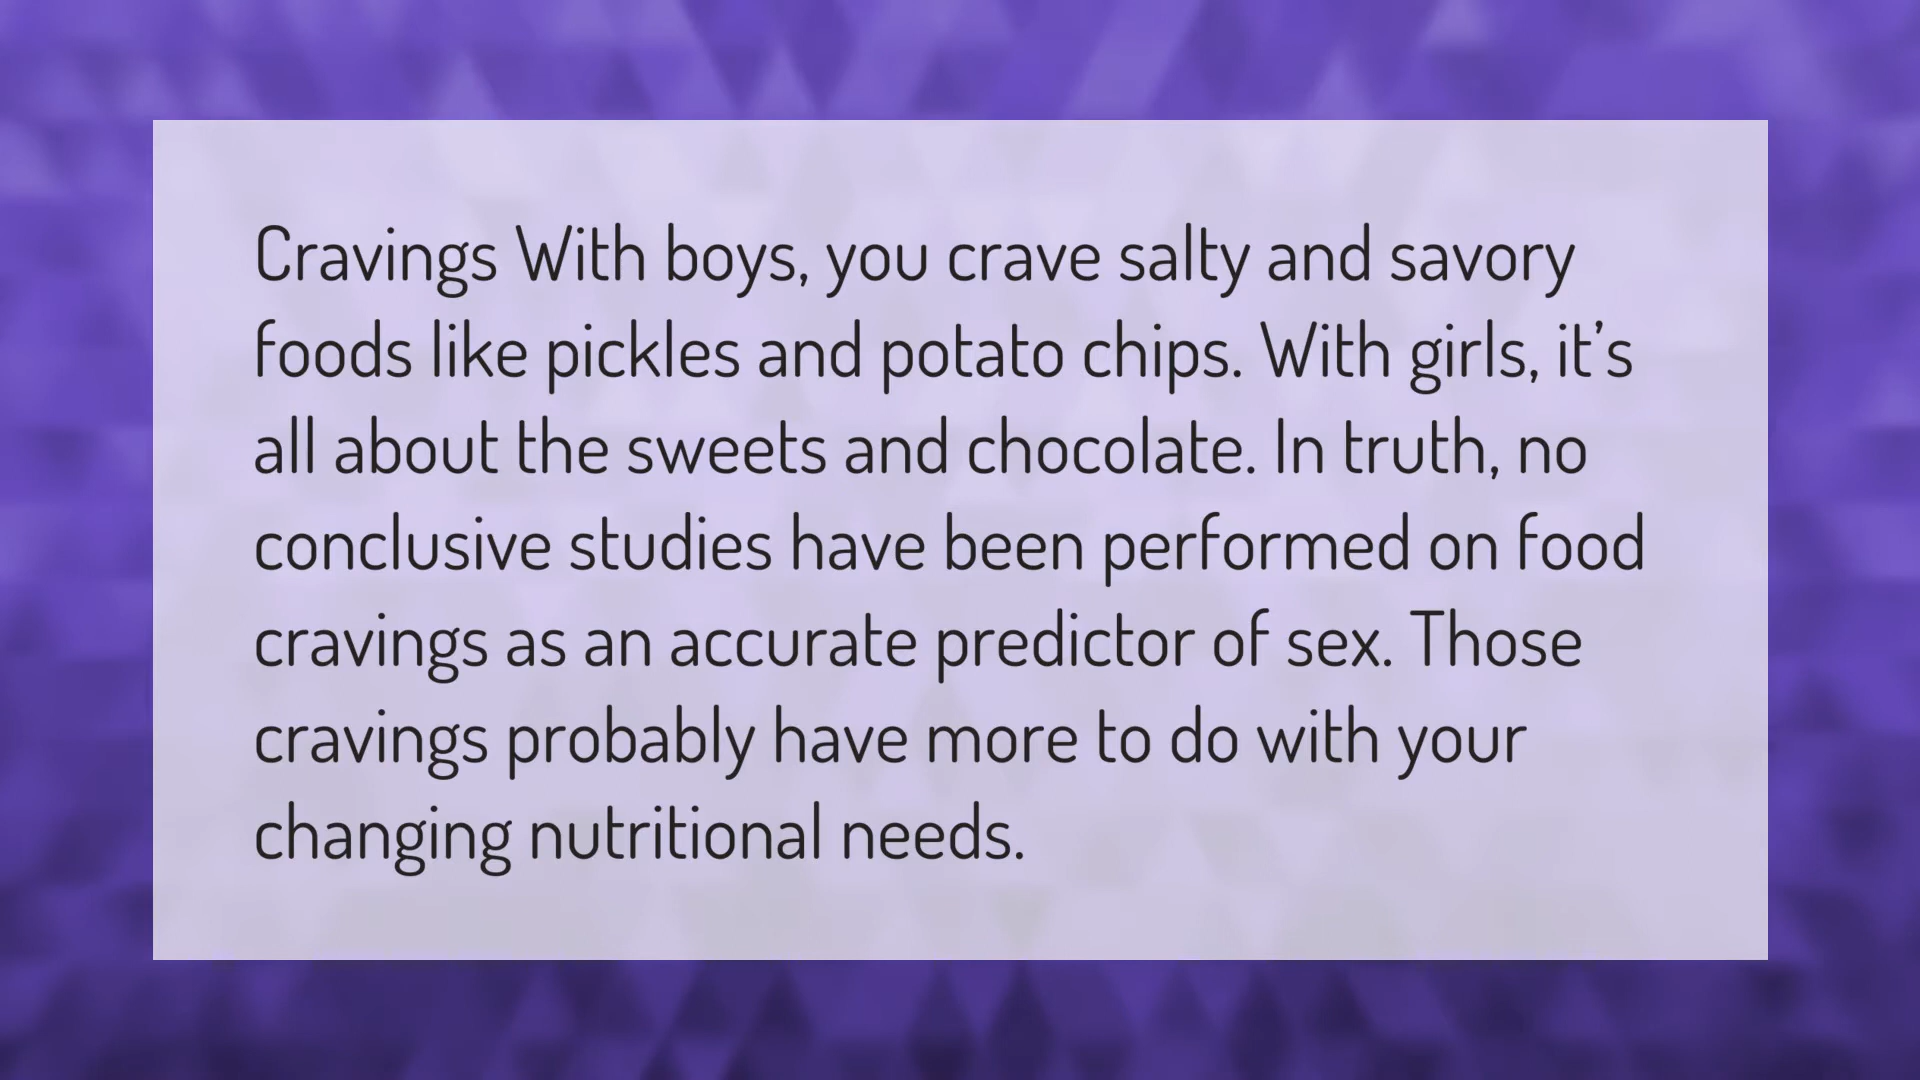 Cravings With boys, you crave salty and savory
foods like pickles and potato chips. With girls, it’s
all about the sweets and chocolate. In truth, no
conclusive studies have been performed on food
cravings as an accurate predictor of sex. Those
cravings probably have more to do with your
changing nutritional needs.